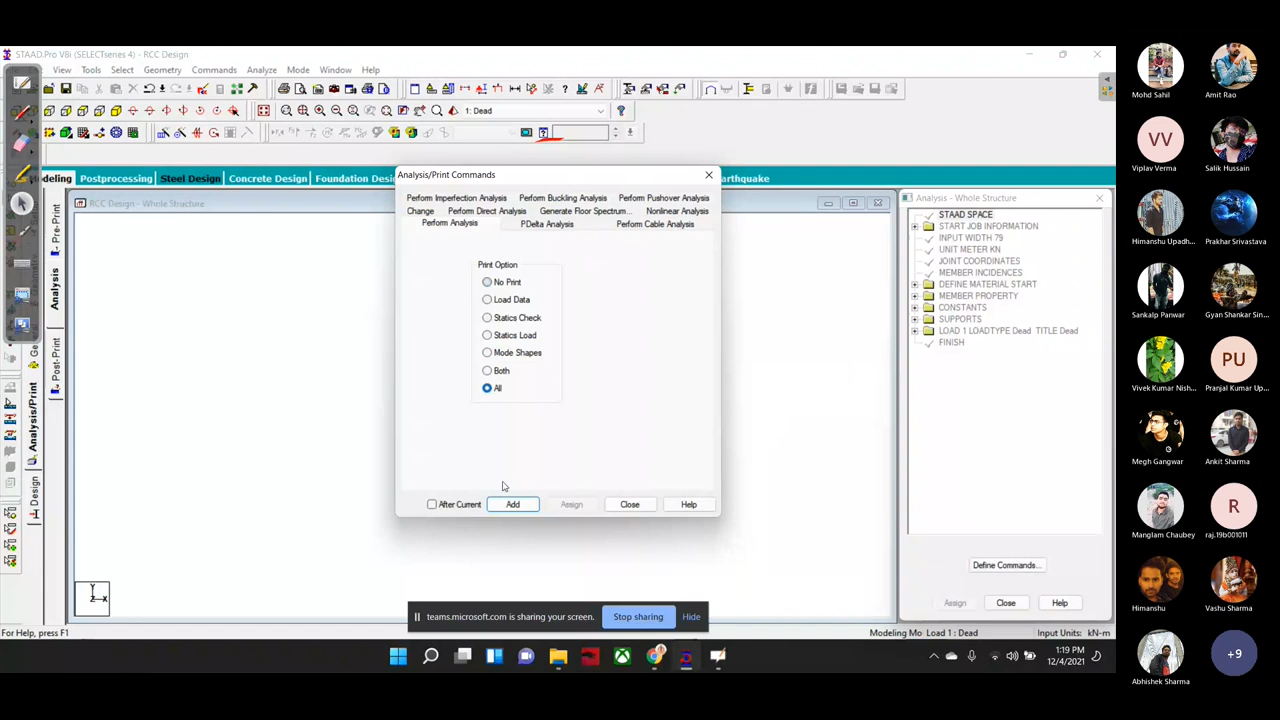 STAAD.Pro V8i (SELECTseries 4) - RCC Design
View Tools Select Geometry Commands Analyze Mode Window Help
1: Dead
Modeling Postprocessing Steel Design Concrete Design Foundation Desi
arthquake
RCC Design - Whole Structure
Pre-Print
Analysis
Post-Print
Analysis/Print
Design
Analysis/Print Commands
Perform Imperfection Analysis Perform Buckling Analysis Perform Pushover Analysis
Change Perform Direct Analysis Generate Floor Spectrum... Nonlinear Analysis
Perform Analysis PDelta Analysis Perform Cable Analysis
Print Option
No Print
Load Data
Statics Check
Statics Load
Mode Shapes
Both
All
After Current Add Assign Close Help
Analysis - Whole Structure
STAAD SPACE
START JOB INFORMATION
INPUT WIDTH 79
UNIT METER KN
JOINT COORDINATES
MEMBER INCIDENCES
DEFINE MATERIAL START
MEMBER PROPERTY
CONSTANTS
SUPPORTS
LOAD 1 LOADTYPE Dead TITLE Dead
FINISH
Define Commands...
Assign Close Help
Y
Z X
teams.microsoft.com is sharing your screen. Stop sharing Hide
For Help, press F1
Modeling Mo Load 1 : Dead Input Units: kN-m
1:19 PM
12/4/2021
Mohd Sahil Amit Rao
VV
Viplav Verma Salik Hussain
Himanshu Upadh... Prakhar Srivastava
Sankalp Panwar Gyan Shankar Sin...
PU
Vivek Kumar Nish... Pranjal Kumar Up...
Megh Gangwar Ankit Sharma
R
Manglam Chaubey raj.19b001011
Himanshu Vashu Sharma
+9
Abhishek Sharma